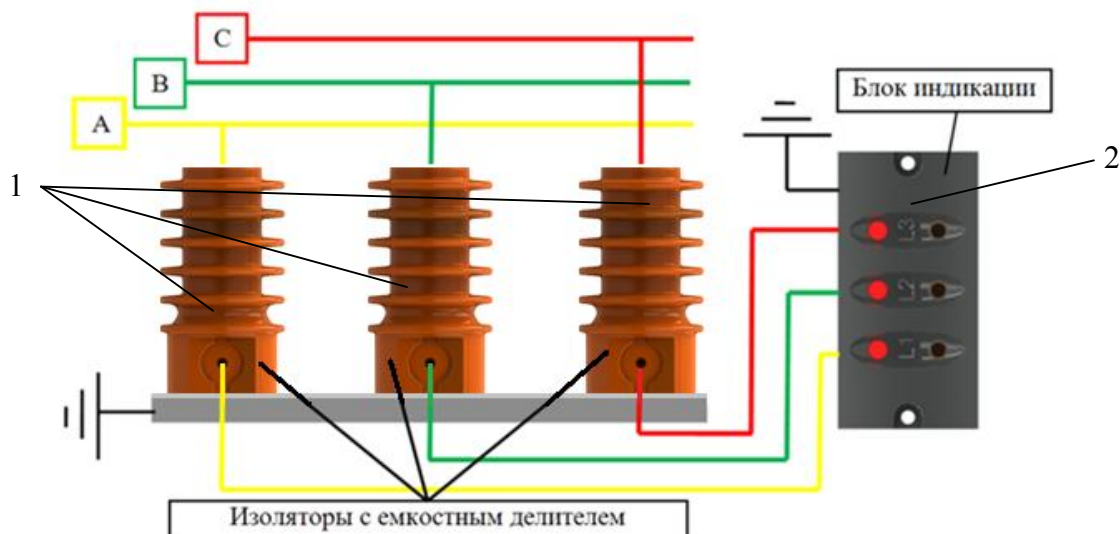 C
B
A
Блок индикации
1
2
L3
L2
L1
Изоляторы с емкостным делителем